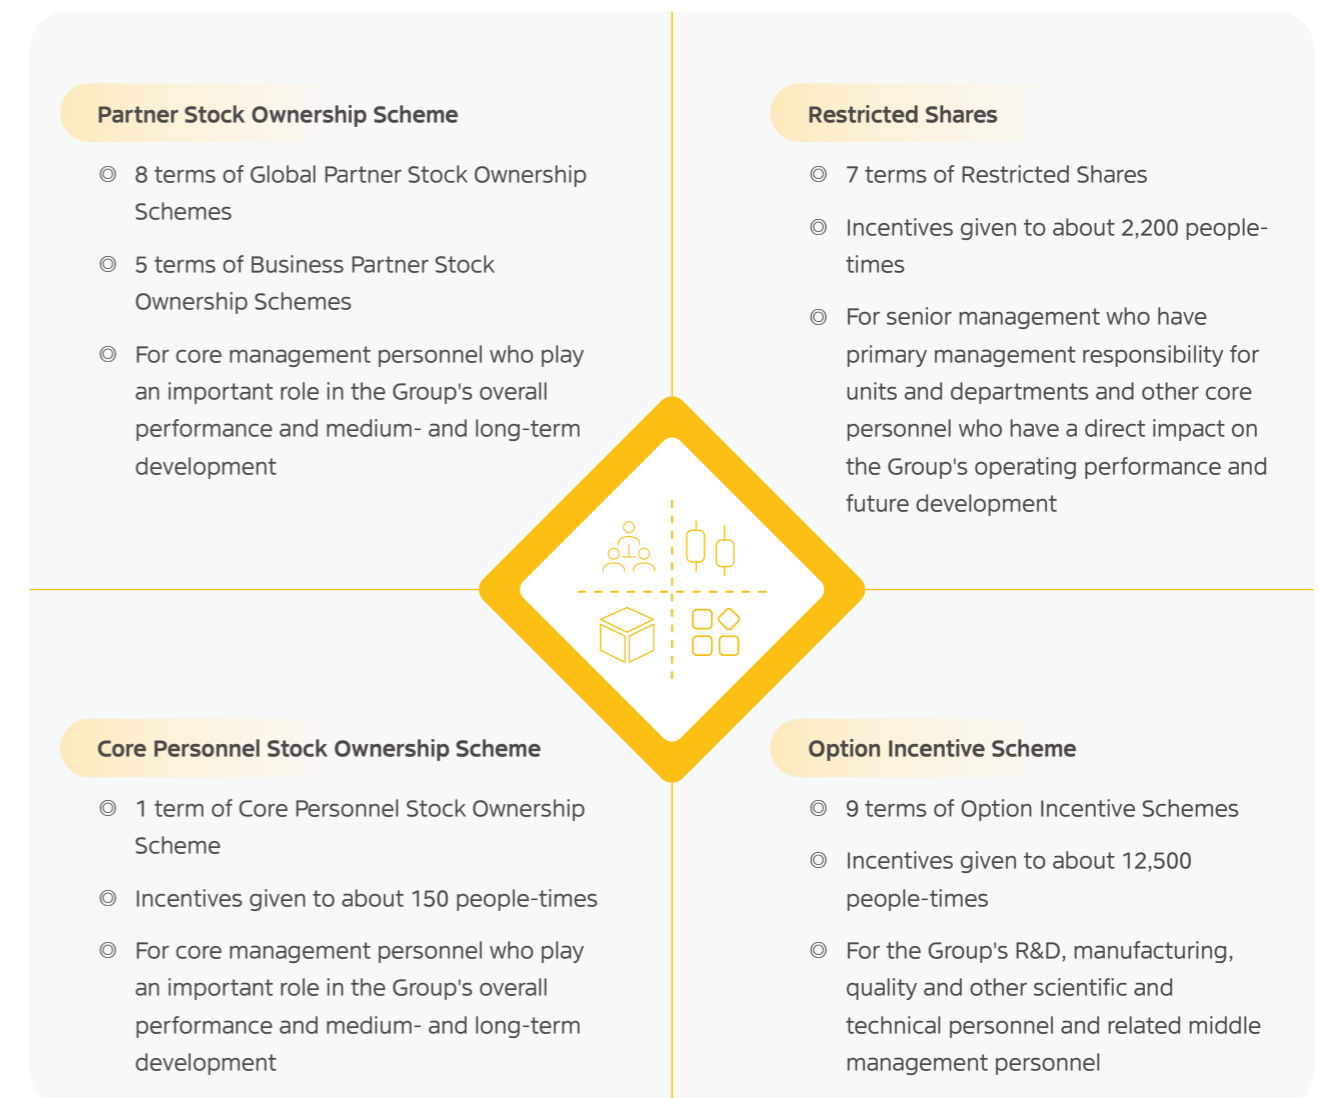 Partner Stock Ownership Scheme
8 terms of Global Partner Stock Ownership
Schemes
5 terms of Business Partner Stock
Ownership Schemes
For core management personnel who play
an important role in the Group's overall
performance and medium- and long-term
development
Restricted Shares
7 terms of Restricted Shares
Incentives given to about 2,200 people-
times
For senior management who have
primary management responsibility for
units and departments and other core
personnel who have a direct impact on
the Group's operating performance and
future development
Core Personnel Stock Ownership Scheme
1 term of Core Personnel Stock Ownership
Scheme
Incentives given to about 150 people-times
For core management personnel who play
an important role in the Group's overall
performance and medium- and long-term
development
Option Incentive Scheme
9 terms of Option Incentive Schemes
Incentives given to about 12,500
people-times
For the Group's R&D, manufacturing,
quality and other scientific and
technical personnel and related middle
management personnel